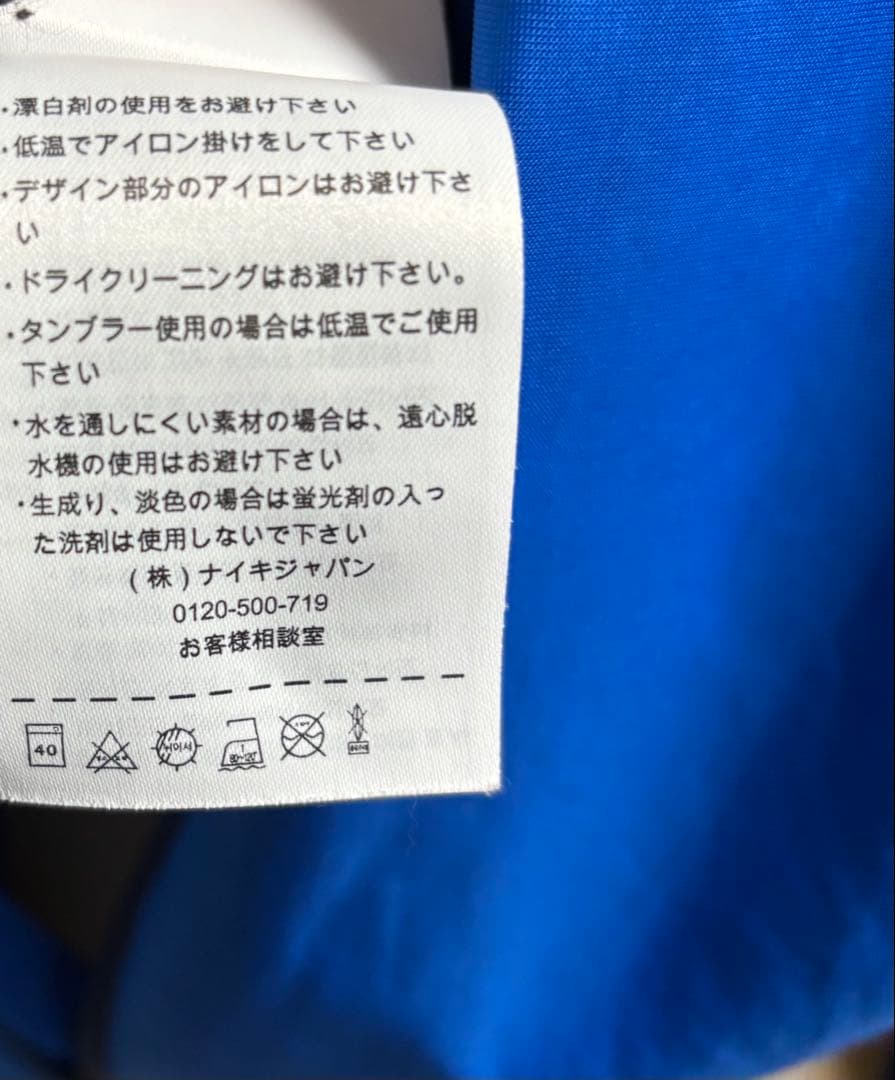 ・漂白剤の使用をお避け下さい
・低温でアイロン掛けをして下さい
・デザイン部分のアイロンはお避け下さ
い
・ドライクリーニングはお避け下さい。
・タンブラー使用の場合は低温でご使用
下さい
・水を通しにくい素材の場合は、遠心脱
水機の使用はお避け下さい
・生成り、淡色の場合は蛍光剤の入っ
た洗剤は使用しないで下さい
(株)ナイキジャパン
0120-500-719
お客様相談室
40
뉘어서
1
80~120℃